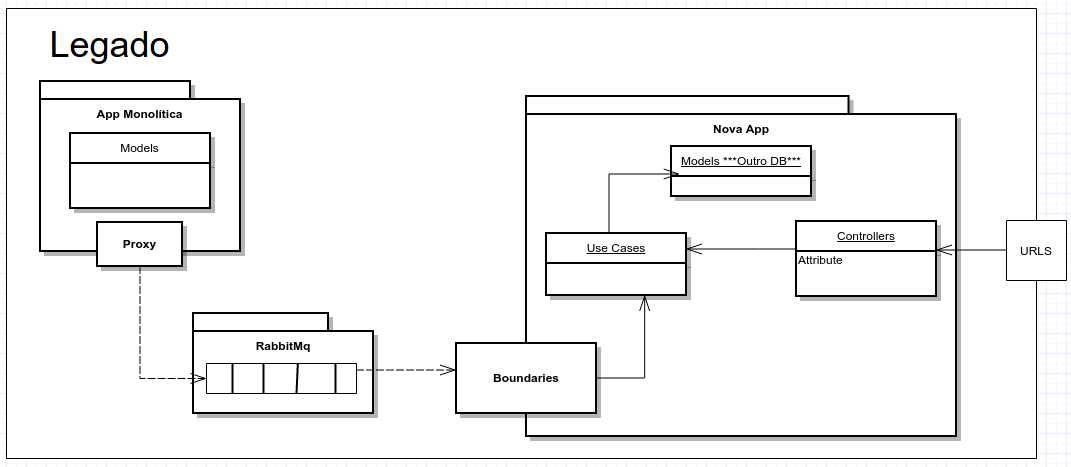 Legado
App Monolítica
Models
Proxy
RabbitMq
Nova App
Models ***Outro DB***
Use Cases
Controllers
Attribute
URLS
Boundaries